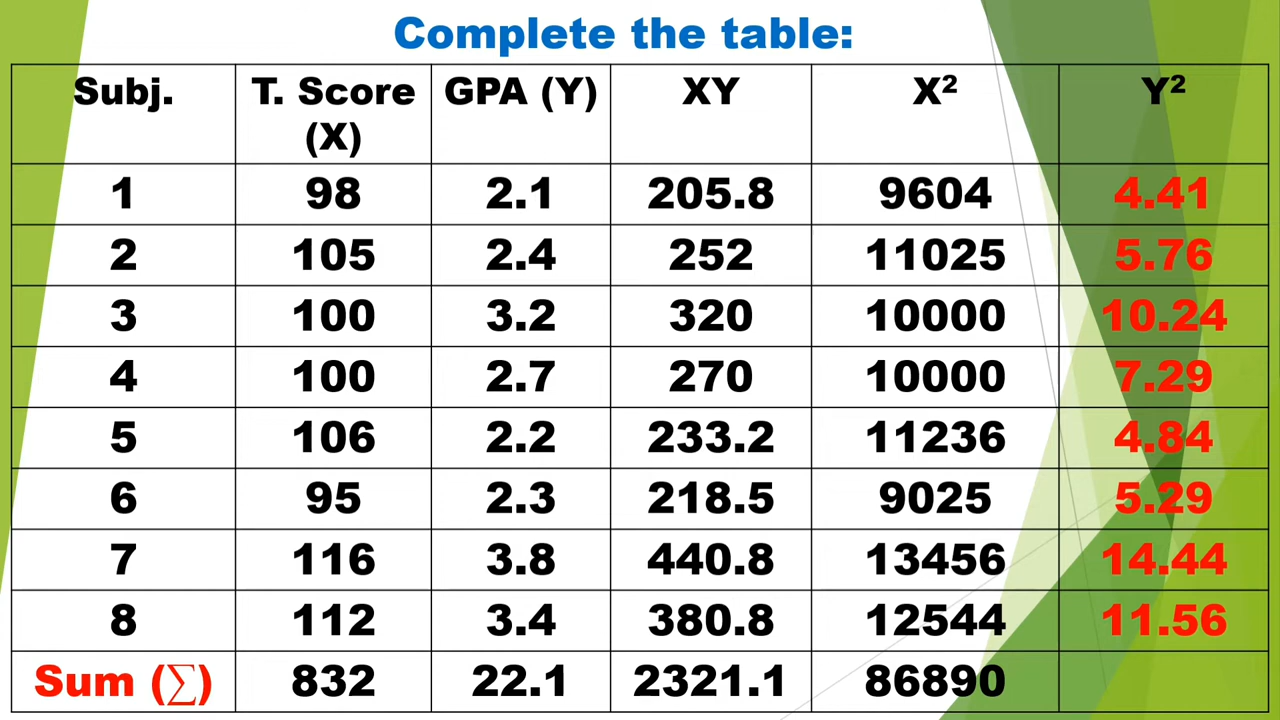 Complete the table:
Subj. T. Score (X) GPA (Y) XY X² Y²
1 98 2.1 205.8 9604 4.41
2 105 2.4 252 11025 5.76
3 100 3.2 320 10000 10.24
4 100 2.7 270 10000 7.29
5 106 2.2 233.2 11236 4.84
6 95 2.3 218.5 9025 5.29
7 116 3.8 440.8 13456 14.44
8 112 3.4 380.8 12544 11.56
Sum (∑) 832 22.1 2321.1 86890